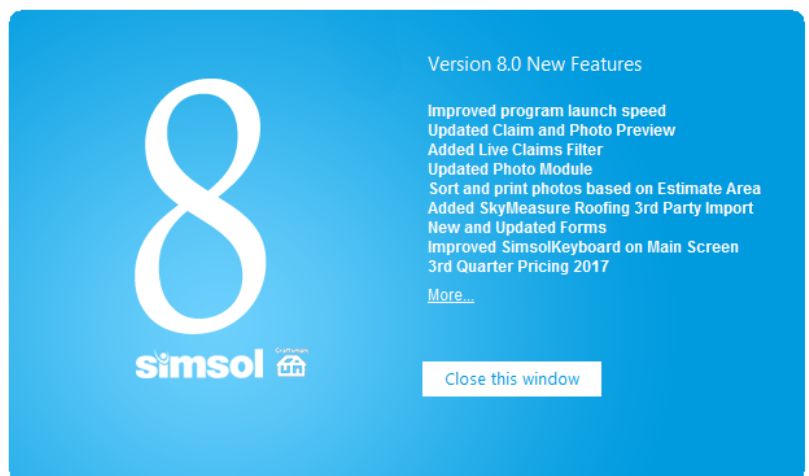 8
simsol
Craftsman
Version 8.0 New Features
Improved program launch speed
Updated Claim and Photo Preview
Added Live Claims Filter
Updated Photo Module
Sort and print photos based on Estimate Area
Added SkyMeasure Roofing 3rd Party Import
New and Updated Forms
Improved SimsolKeyboard on Main Screen
3rd Quarter Pricing 2017
More...
Close this window